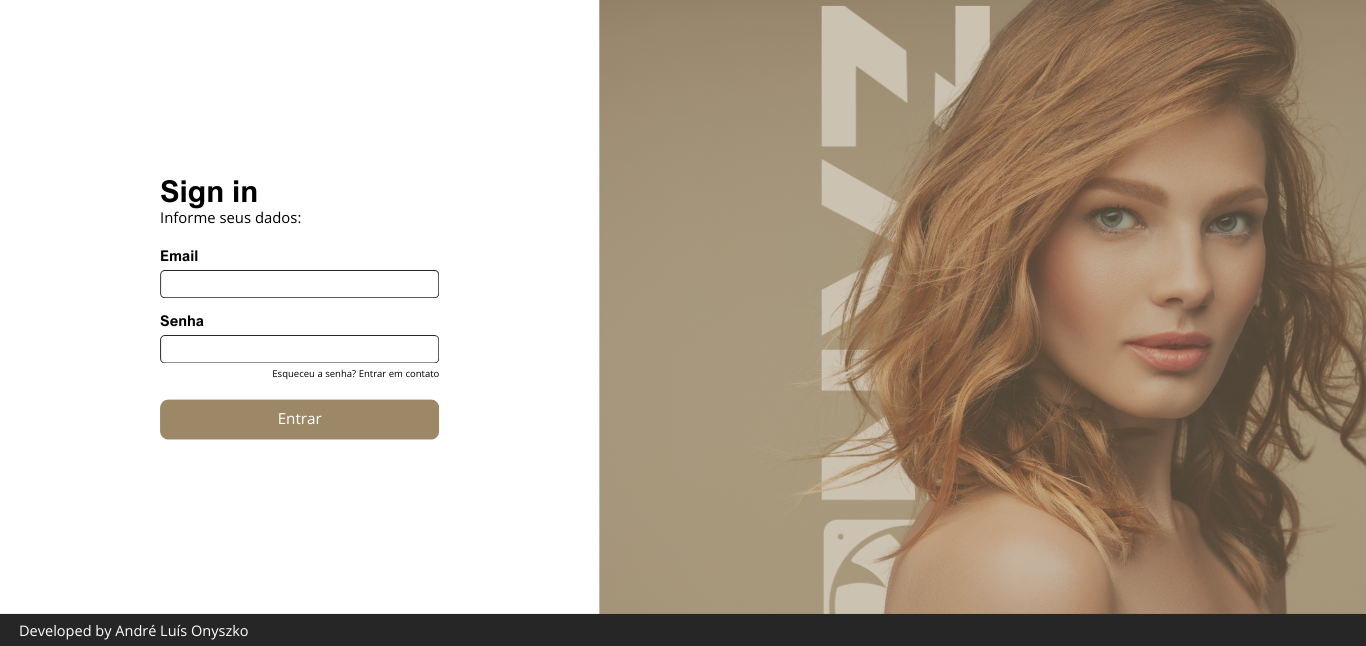 Sign in
Informe seus dados:
Email
Senha
Esqueceu a senha? Entrar em contato
Entrar
Developed by André Luís Onyszko